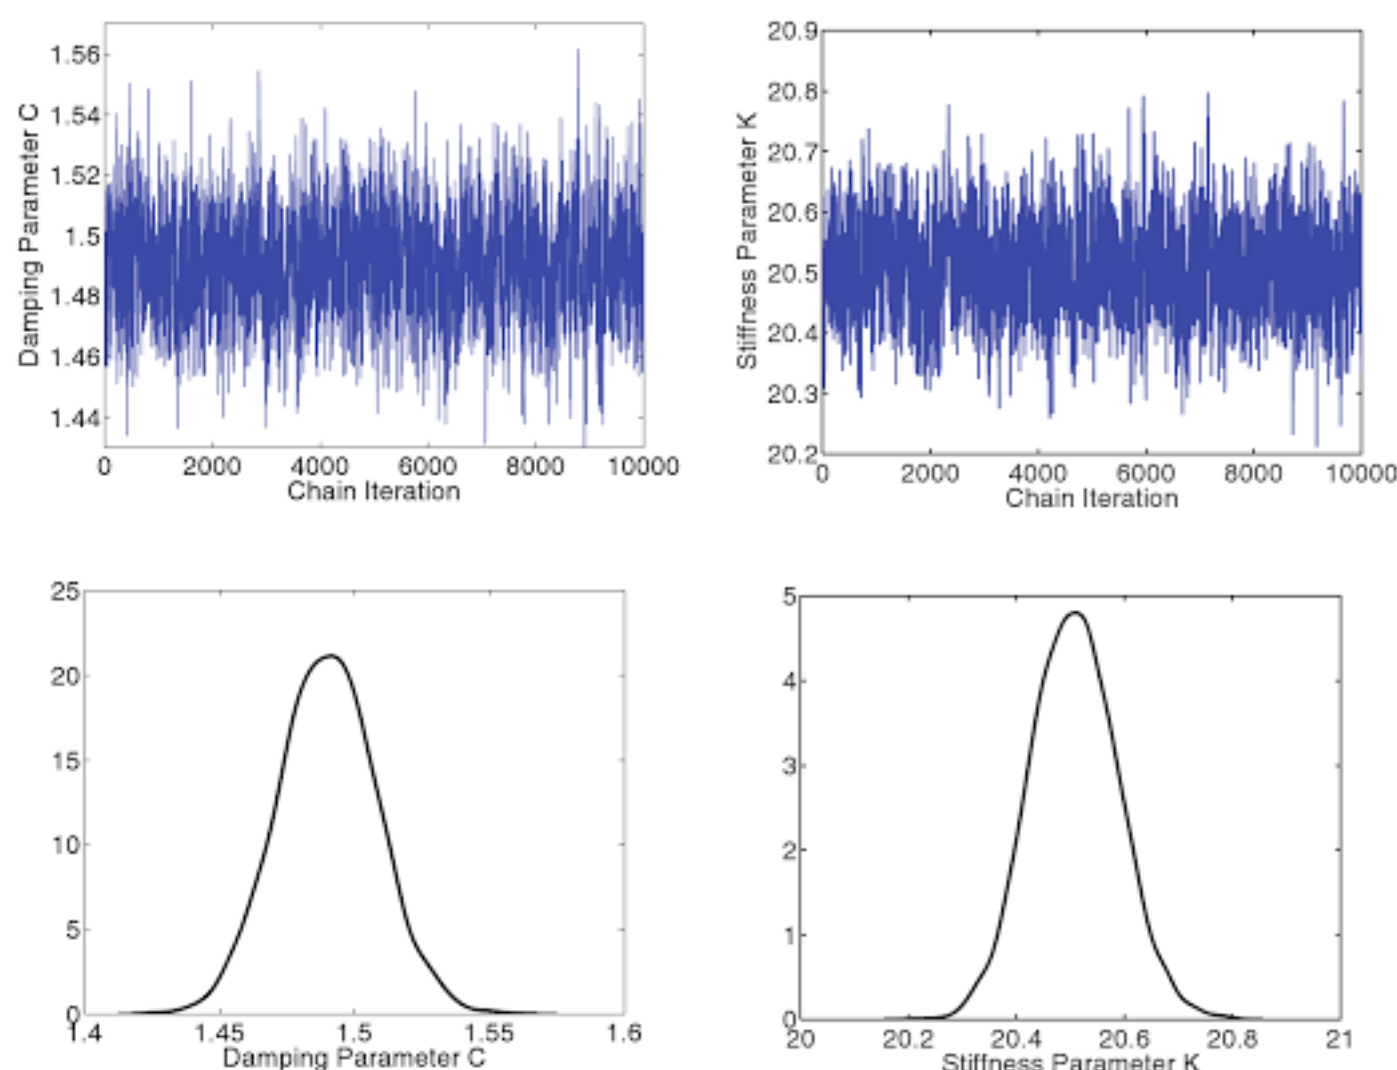 1.56
1.54
1.52
1.5
1.48
1.46
1.44
Damping Parameter C
0 2000 4000 6000 8000 10000
Chain Iteration
20.9
20.8
20.7
20.6
20.5
20.4
20.3
20.2
Stiffness Parameter K
0 2000 4000 6000 8000 10000
Chain Iteration
25
20
15
10
5
0
1.4 1.45 1.5 1.55 1.6
Damping Parameter C
5
4
3
2
1
0
20 20.2 20.4 20.6 20.8 21
Stiffness Parameter K